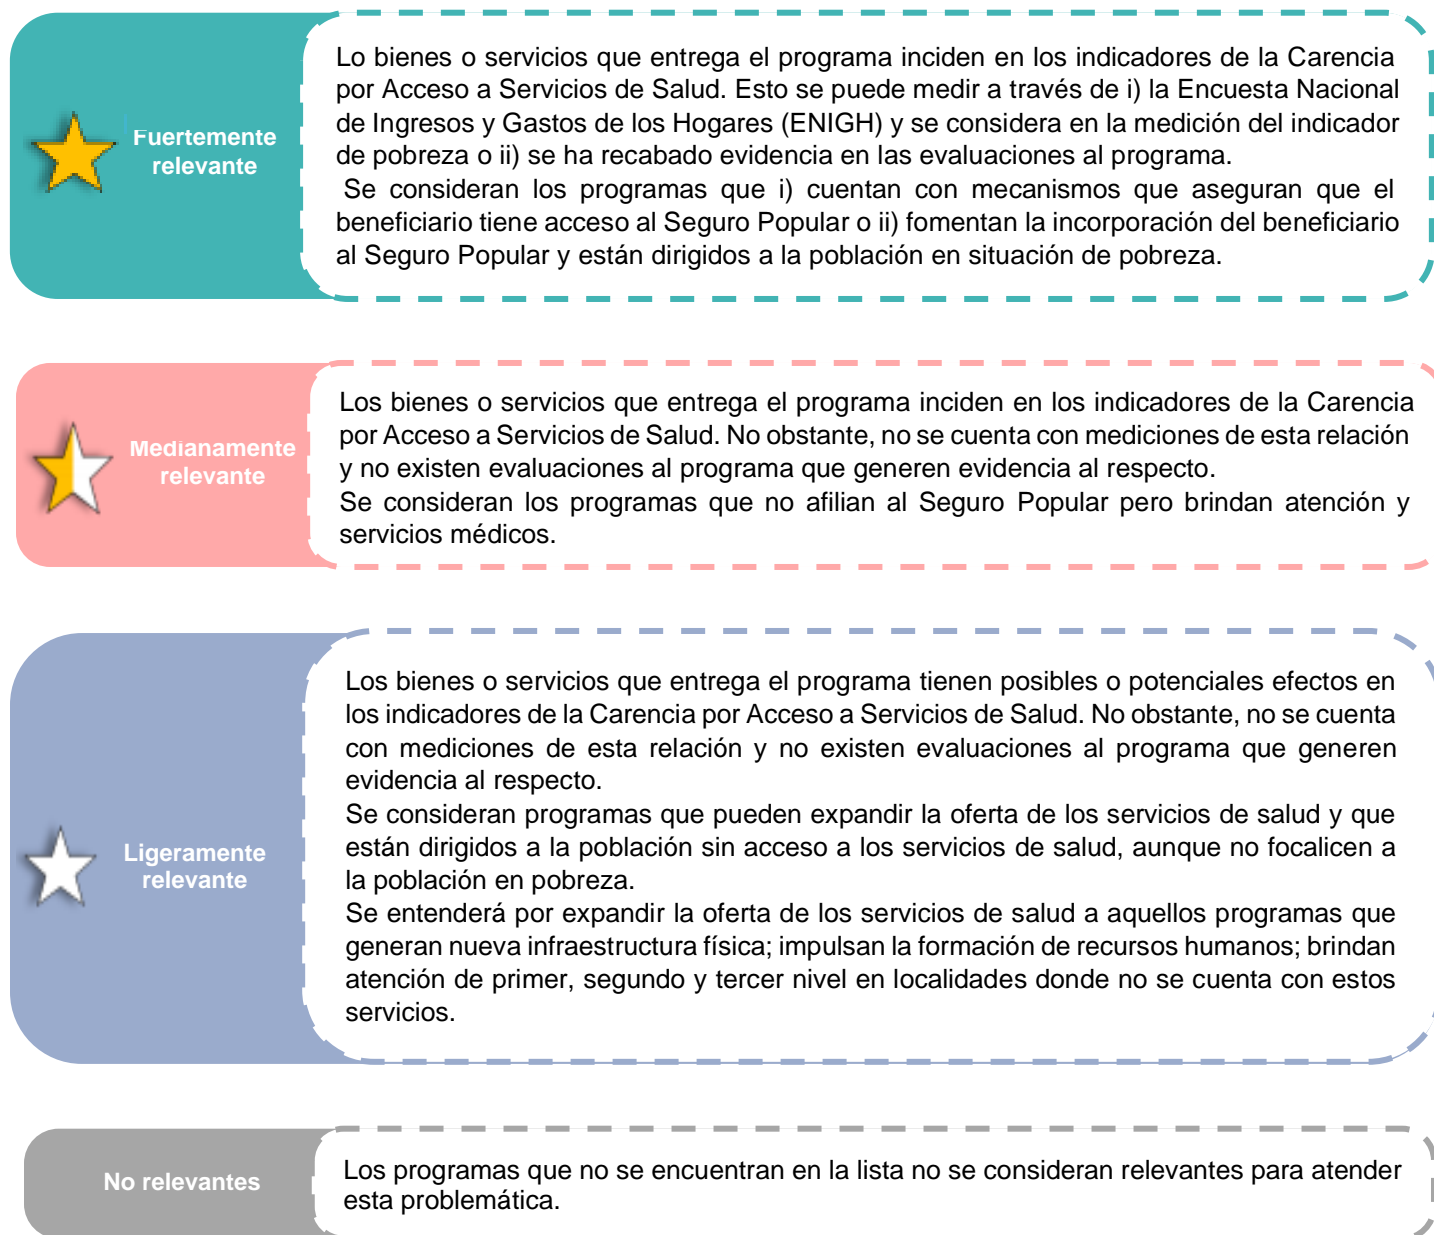 Fuertemente
relevante
Lo bienes o servicios que entrega el programa inciden en los indicadores de la Carencia
por Acceso a Servicios de Salud. Esto se puede medir a través de i) la Encuesta Nacional
de Ingresos y Gastos de los Hogares (ENIGH) y se considera en la medición del indicador
de pobreza o ii) se ha recabado evidencia en las evaluaciones al programa.
Se consideran los programas que i) cuentan con mecanismos que aseguran que el
beneficiario tiene acceso al Seguro Popular o ii) fomentan la incorporación del beneficiario
al Seguro Popular y están dirigidos a la población en situación de pobreza.
Medianamente
relevante
Los bienes o servicios que entrega el programa inciden en los indicadores de la Carencia
por Acceso a Servicios de Salud. No obstante, no se cuenta con mediciones de esta relación
y no existen evaluaciones al programa que generen evidencia al respecto.
Se consideran los programas que no afilian al Seguro Popular pero brindan atención y
servicios médicos.
Ligeramente
relevante
Los bienes o servicios que entrega el programa tienen posibles o potenciales efectos en
los indicadores de la Carencia por Acceso a Servicios de Salud. No obstante, no se cuenta
con mediciones de esta relación y no existen evaluaciones al programa que generen
evidencia al respecto.
Se consideran programas que pueden expandir la oferta de los servicios de salud y que
están dirigidos a la población sin acceso a los servicios de salud, aunque no focalicen a
la población en pobreza.
Se entenderá por expandir la oferta de los servicios de salud a aquellos programas que
generan nueva infraestructura física; impulsan la formación de recursos humanos; brindan
atención de primer, segundo y tercer nivel en localidades donde no se cuenta con estos
servicios.
No relevantes
Los programas que no se encuentran en la lista no se consideran relevantes para atender
esta problemática.